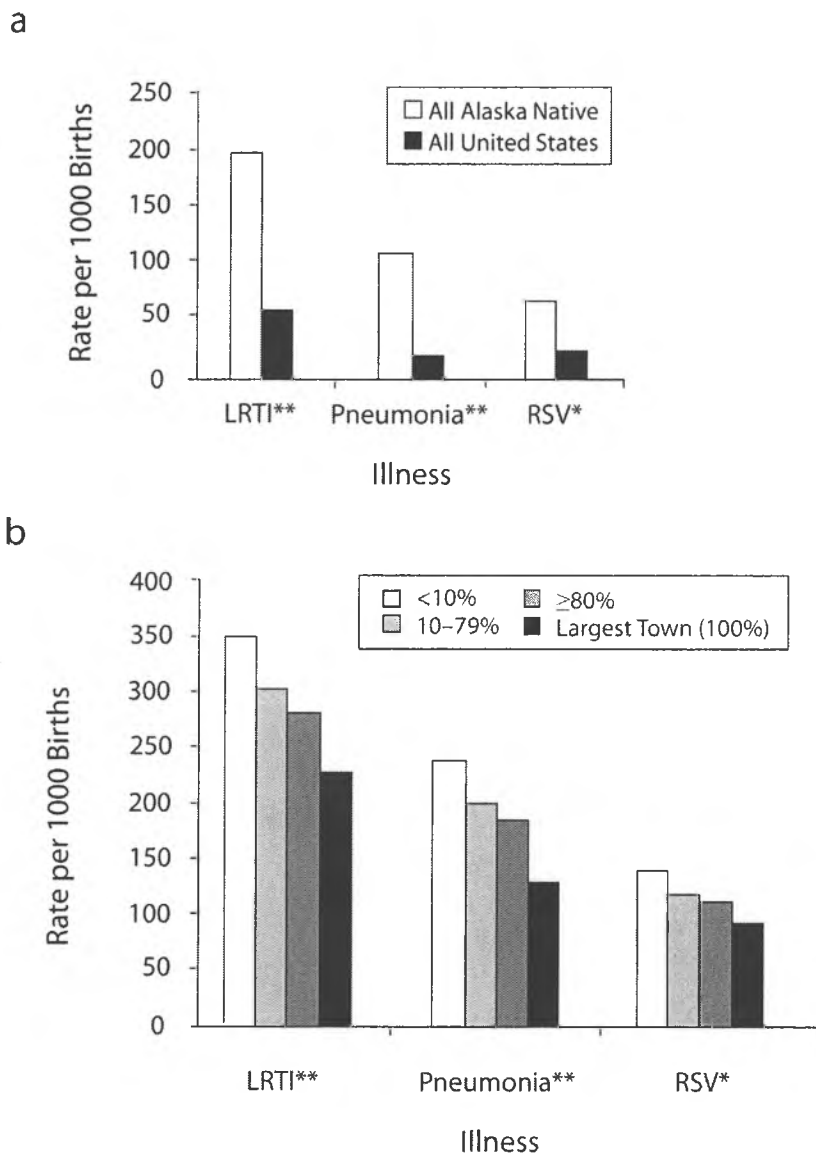 a
250
200
150
100
50
0
Rate per 1000 Births
All Alaska Native
All United States
LRTI** Pneumonia** RSV*
Illness
b
400
350
300
250
200
150
100
50
0
Rate per 1000 Births
<10% ≥80%
10–79% Largest Town (100%)
LRTI** Pneumonia** RSV*
Illness